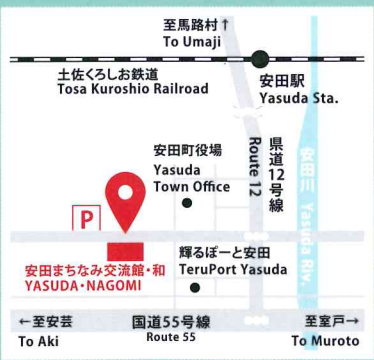 至馬路村↑
To Umaji
土佐くろしお鉄道
Tosa Kuroshio Railroad
安田駅
Yasuda Sta.
安田町役場
Yasuda
Town Office
県道12号線
Route 12
安田川 Yasuda Riv.
P
安田まちなみ交流館・和
YASUDA・NAGOMI
輝るぽーと安田
TeruPort Yasuda
←至安芸
To Aki
国道55号線
Route 55
至室戸→
To Muroto